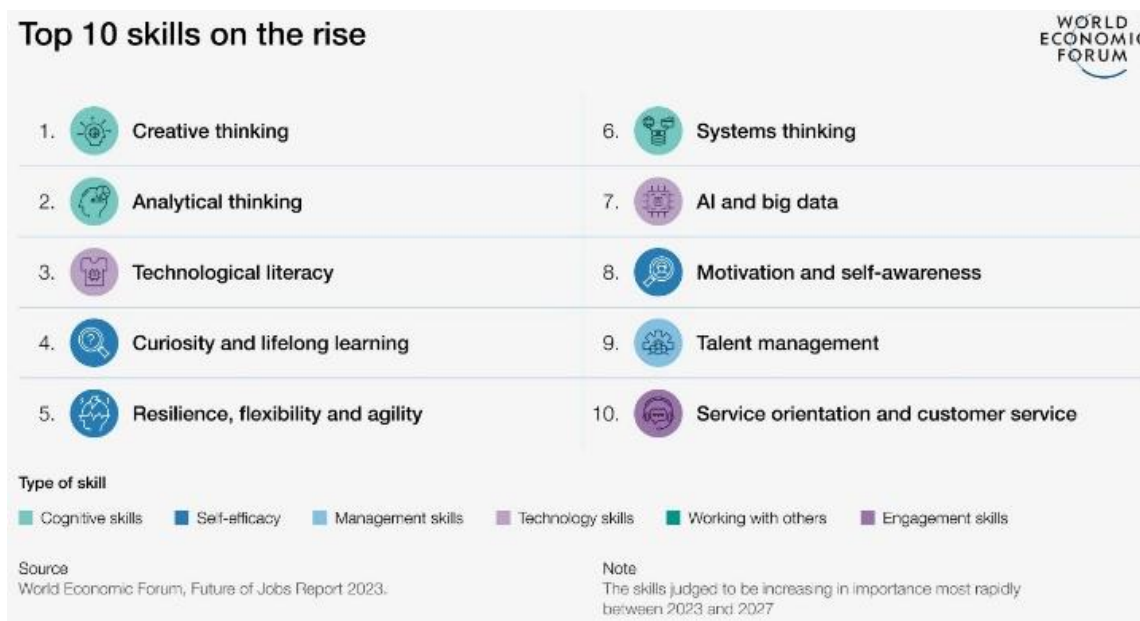 Top 10 skills on the rise
WORLD
ECONOMIC
FORUM
1. Creative thinking
2. Analytical thinking
3. Technological literacy
4. Curiosity and lifelong learning
5. Resilience, flexibility and agility
6. Systems thinking
7. AI and big data
8. Motivation and self-awareness
9. Talent management
10. Service orientation and customer service
Type of skill
Cognitive skills Self-efficacy Management skills Technology skills Working with others Engagement skills
Source
World Economic Forum, Future of Jobs Report 2023.
Note
The skills judged to be increasing in importance most rapidly
between 2023 and 2027